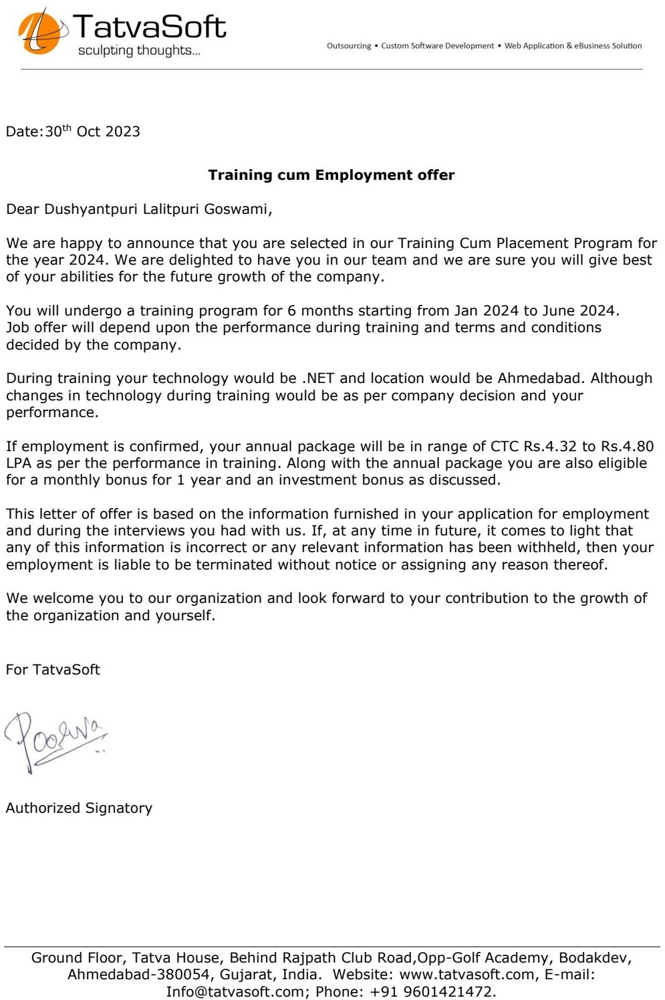 TatvaSoft
sculpting thoughts...
Outsourcing • Custom Software Development • Web Application & eBusiness Solution
Date:30th Oct 2023
Training cum Employment offer
Dear Dushyantpuri Lalitpuri Goswami,
We are happy to announce that you are selected in our Training Cum Placement Program for
the year 2024. We are delighted to have you in our team and we are sure you will give best
of your abilities for the future growth of the company.
You will undergo a training program for 6 months starting from Jan 2024 to June 2024.
Job offer will depend upon the performance during training and terms and conditions
decided by the company.
During training your technology would be .NET and location would be Ahmedabad. Although
changes in technology during training would be as per company decision and your
performance.
If employment is confirmed, your annual package will be in range of CTC Rs.4.32 to Rs.4.80
LPA as per the performance in training. Along with the annual package you are also eligible
for a monthly bonus for 1 year and an investment bonus as discussed.
This letter of offer is based on the information furnished in your application for employment
and during the interviews you had with us. If, at any time in future, it comes to light that
any of this information is incorrect or any relevant information has been withheld, then your
employment is liable to be terminated without notice or assigning any reason thereof.
We welcome you to our organization and look forward to your contribution to the growth of
the organization and yourself.
For TatvaSoft
Poorva
Authorized Signatory
Ground Floor, Tatva House, Behind Rajpath Club Road,Opp-Golf Academy, Bodakdev,
Ahmedabad-380054, Gujarat, India.  Website: www.tatvasoft.com, E-mail:
Info@tatvasoft.com; Phone: +91 9601421472.